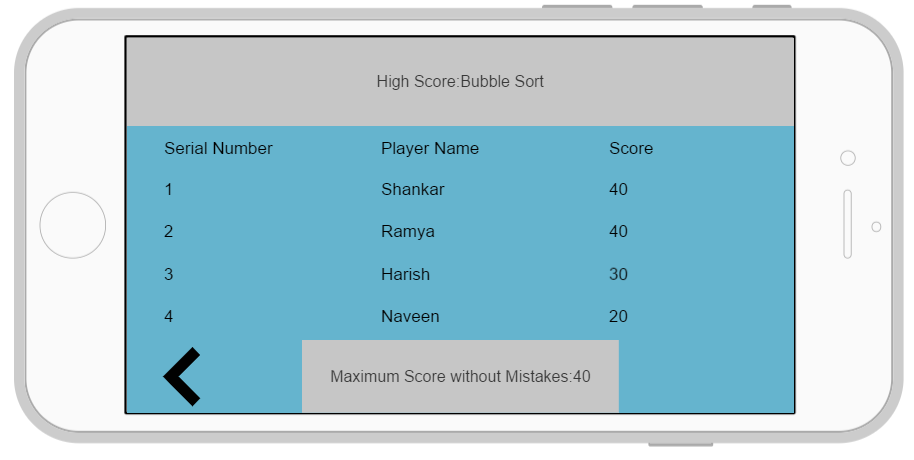 High Score:Bubble Sort
Serial Number Player Name Score
1 Shankar 40
2 Ramya 40
3 Harish 30
4 Naveen 20
Maximum Score without Mistakes:40